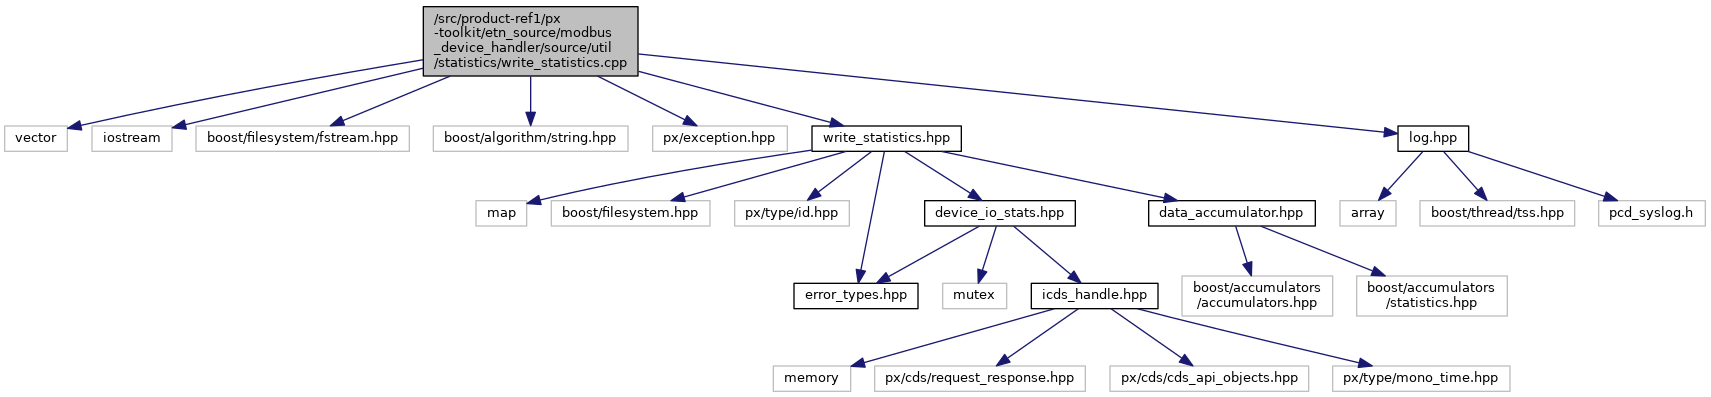 /src/product-ref1/px
-toolkit/etn_source/modbus
_device_handler/source/util
/statistics/write_statistics.cpp
vector
iostream
boost/filesystem/fstream.hpp
boost/algorithm/string.hpp
px/exception.hpp
write_statistics.hpp
log.hpp
map
boost/filesystem.hpp
px/type/id.hpp
device_io_stats.hpp
data_accumulator.hpp
array
boost/thread/tss.hpp
pcd_syslog.h
error_types.hpp
mutex
icds_handle.hpp
boost/accumulators
/accumulators.hpp
boost/accumulators
/statistics.hpp
memory
px/cds/request_response.hpp
px/cds/cds_api_objects.hpp
px/type/mono_time.hpp